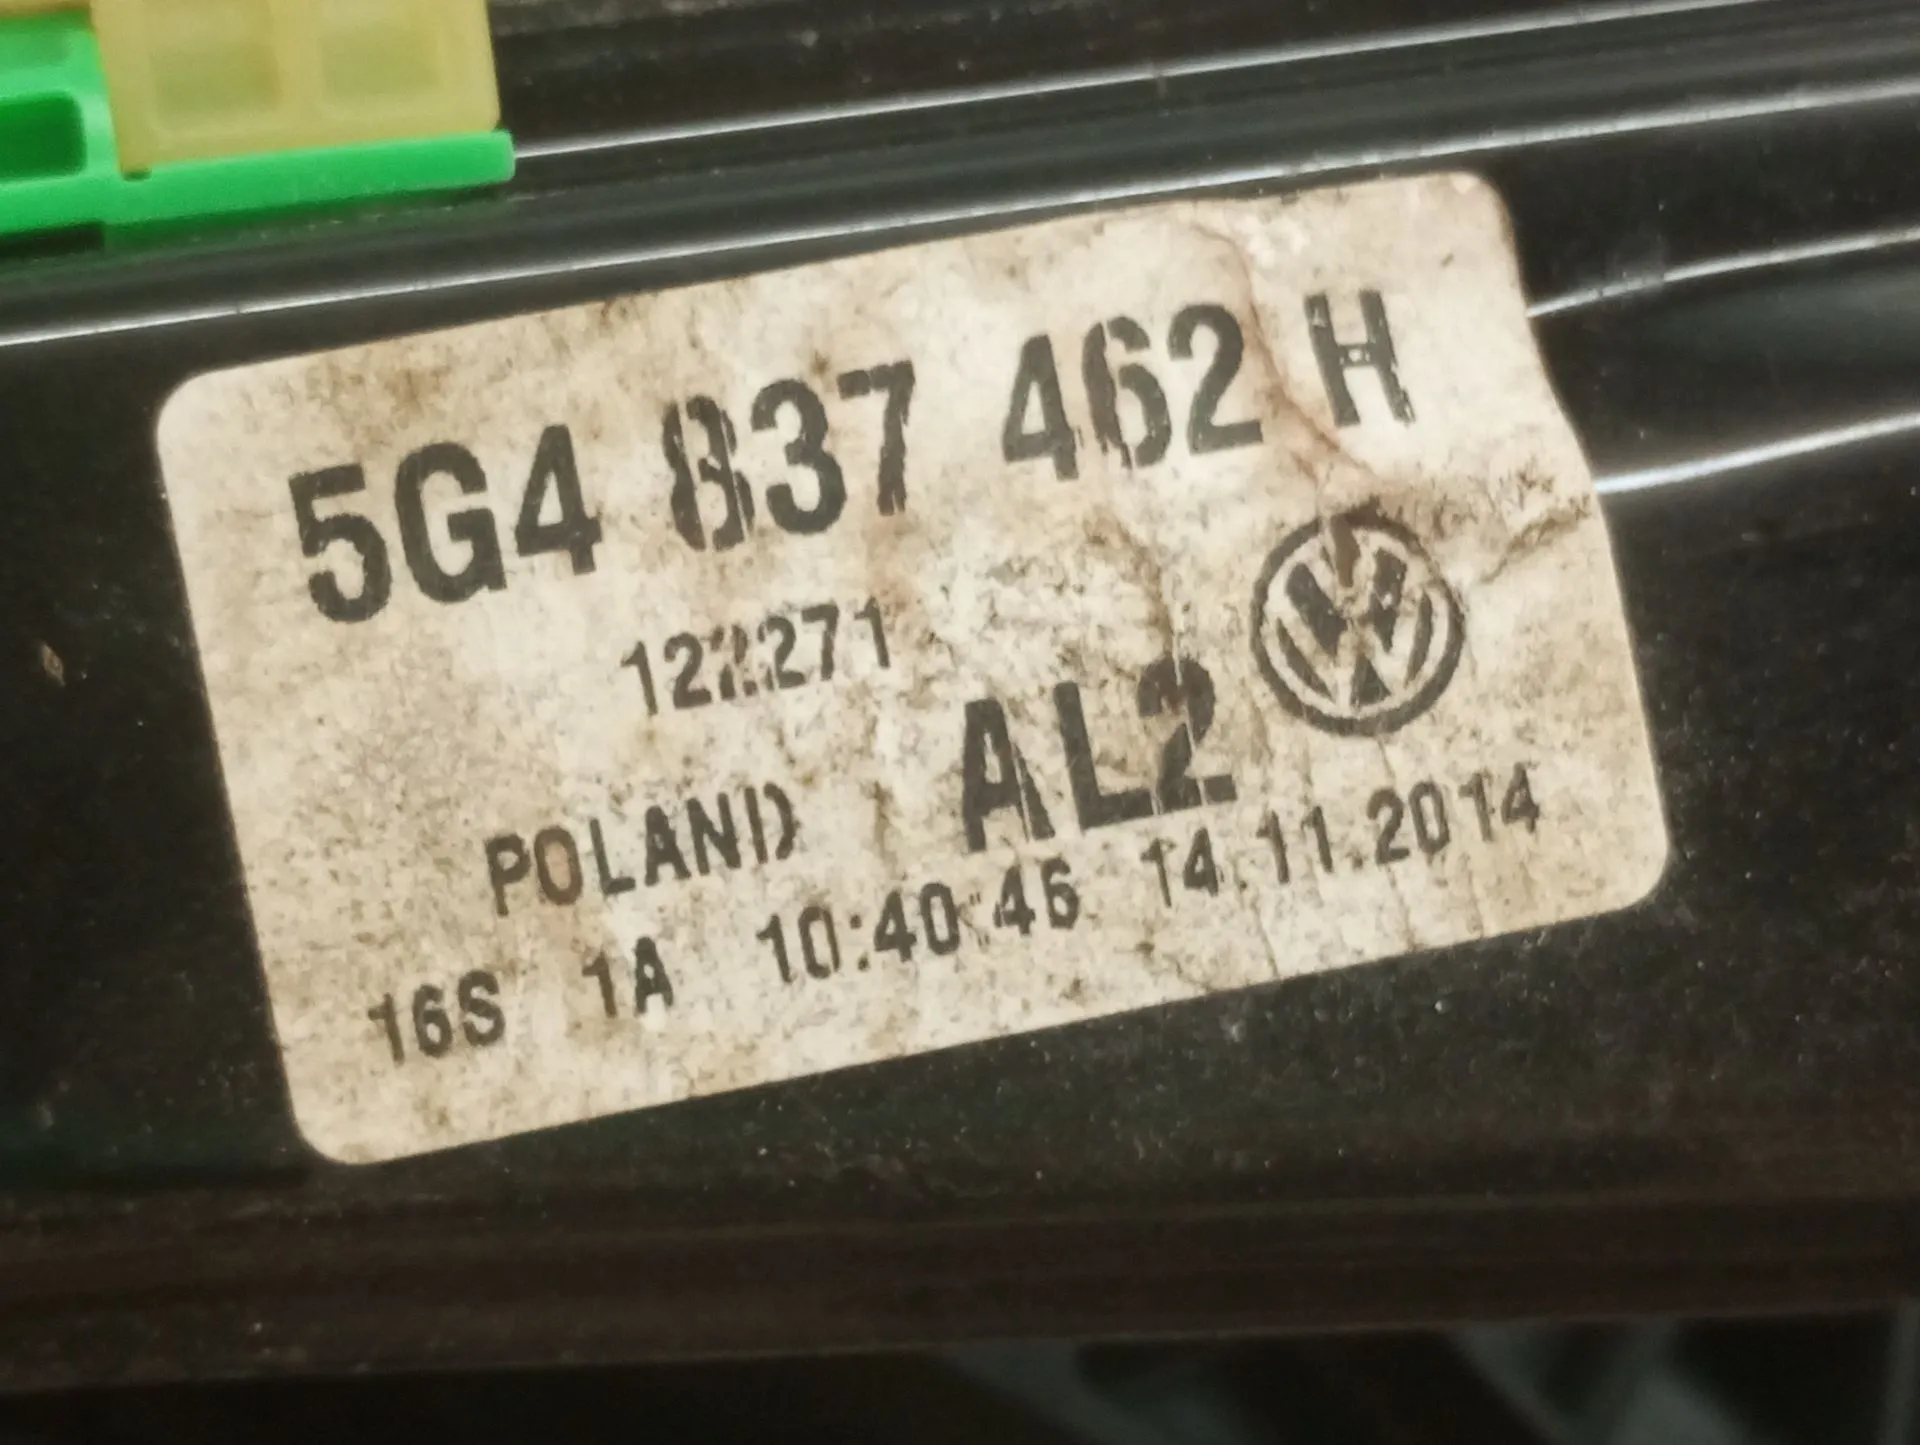 5G4 837 462 H
122271
POLAND AL2
16S 1A 10:40:46 14.11.2014